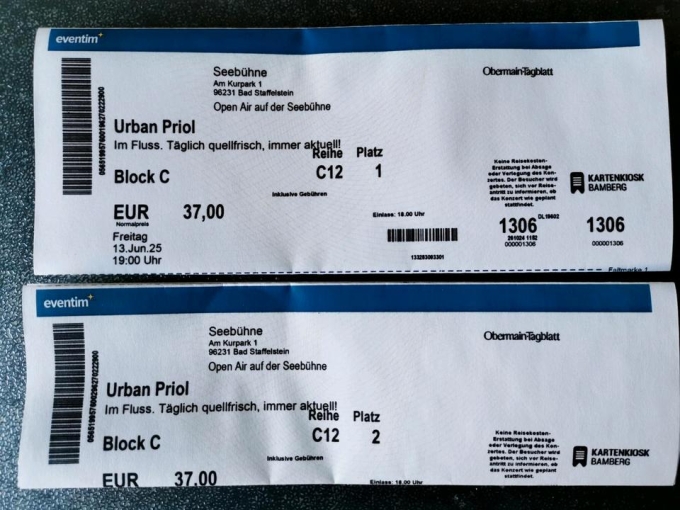 eventim
Seebühne
Am Kurpark 1
96231 Bad Staffelstein
Obermain-Tagblatt
Open Air auf der Seebühne
Urban Priol
Im Fluss. Täglich quellfrisch, immer aktuell!
Reihe Platz
Block C C12 1
Inklusive Gebühren
Keine Reisekosten-
Erstattung bei Absage
oder Verlegung des Kon-
zertes. Der Besucher wird
gebeten, sich vor Reise-
antritt zu informieren, ob
das Konzert wie geplant
stattfindet.
KARTENKIOSK
BAMBERG
EUR 37,00
Normalpreis
Einlass: 18.00 Uhr
Freitag
13.Jun.25
19:00 Uhr
1306 1306
000001306 000001306
133283083301
Faltmarke 1
eventim
Seebühne
Am Kurpark 1
96231 Bad Staffelstein
Obermain-Tagblatt
Open Air auf der Seebühne
Urban Priol
Im Fluss. Täglich quellfrisch, immer aktuell!
Reihe Platz
Block C C12 2
Inklusive Gebühren
Keine Reisekosten-
Erstattung bei Absage
oder Verlegung des Kon-
zertes. Der Besucher wird
gebeten, sich vor Reise-
antritt zu informieren, ob
das Konzert wie geplant
stattfindet.
KARTENKIOSK
BAMBERG
EUR 37,00
Einlass: 18.00 Uhr